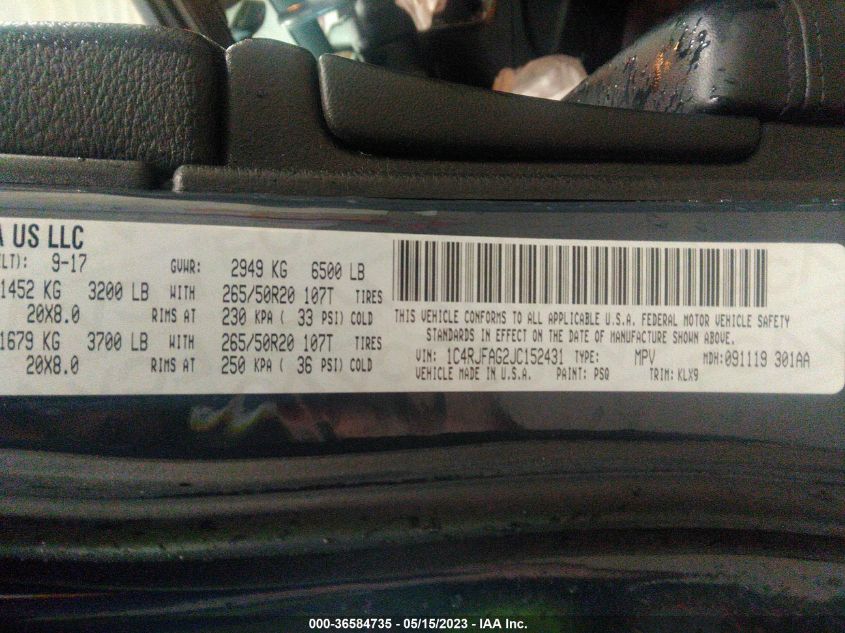 A US LLC
LT): 9-17 GVWR: 2949 KG 6500 LB
1452 KG 3200 LB WITH 265/50R20 107T TIRES
20X8.0 RIMS AT 230 KPA ( 33 PSI) COLD
1679 KG 3700 LB WITH 265/50R20 107T TIRES
20X8.0 RIMS AT 250 KPA ( 36 PSI) COLD
THIS VEHICLE CONFORMS TO ALL APPLICABLE U.S.A. FEDERAL MOTOR VEHICLE SAFETY
STANDARDS IN EFFECT ON THE DATE OF MANUFACTURE SHOWN ABOVE.
VIN: 1C4RJFAG2JC152431 TYPE: MPV MDH:091119 301AA
VEHICLE MADE IN U.S.A. PAINT: PSQ TRIM: KLX9
000-36584735 - 05/15/2023 - IAA Inc.